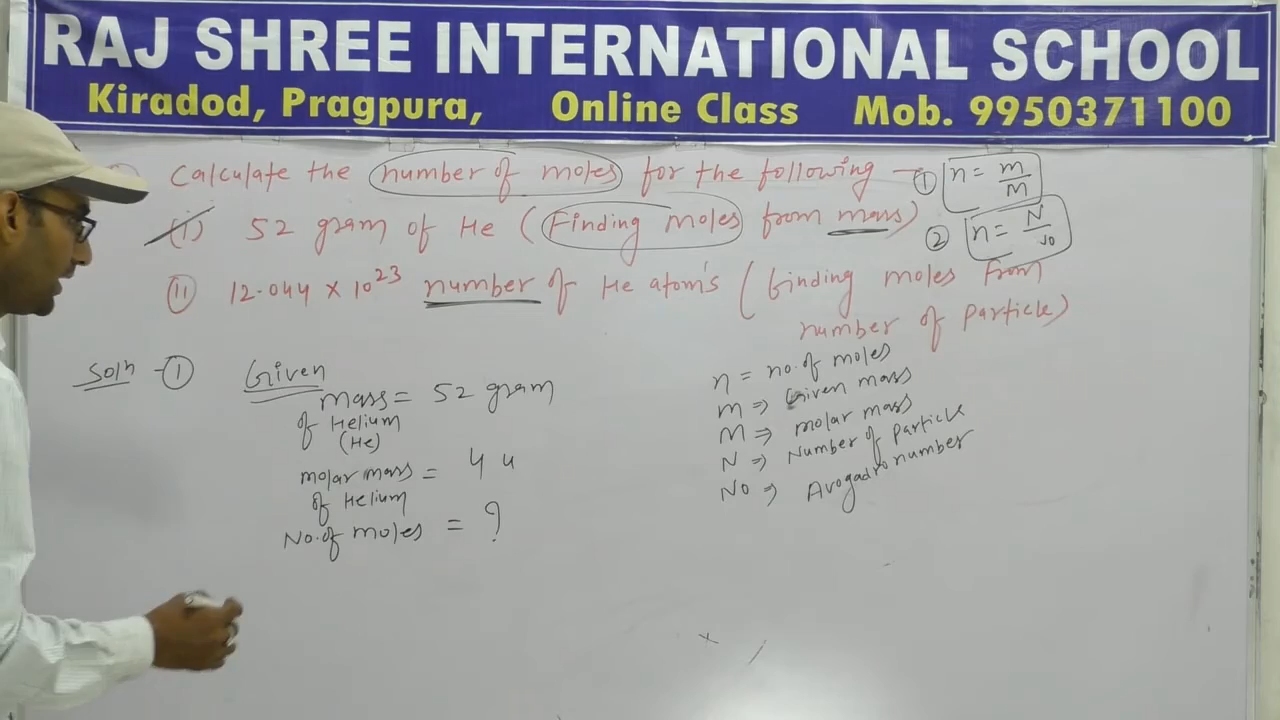 RAJ SHREE INTERNATIONAL SCHOOL
Kiradod, Pragpura, Online Class Mob. 9950371100
Calculate the number of moles for the following –
(i) 52 gram of He (Finding moles from mass)
(ii) 12.044 × 10²³ number of He atom's (finding moles from
number of particle)
① n = m/M
② n = N/No
Soln – ① Given
mass = 52 gram
of Helium
(He)
molar mass = 4 u
of Helium
No. of moles = ?
n = no. of moles
m ⇒ Given mass
M ⇒ molar mass
N ⇒ Number of particle
No ⇒ Avogadro number